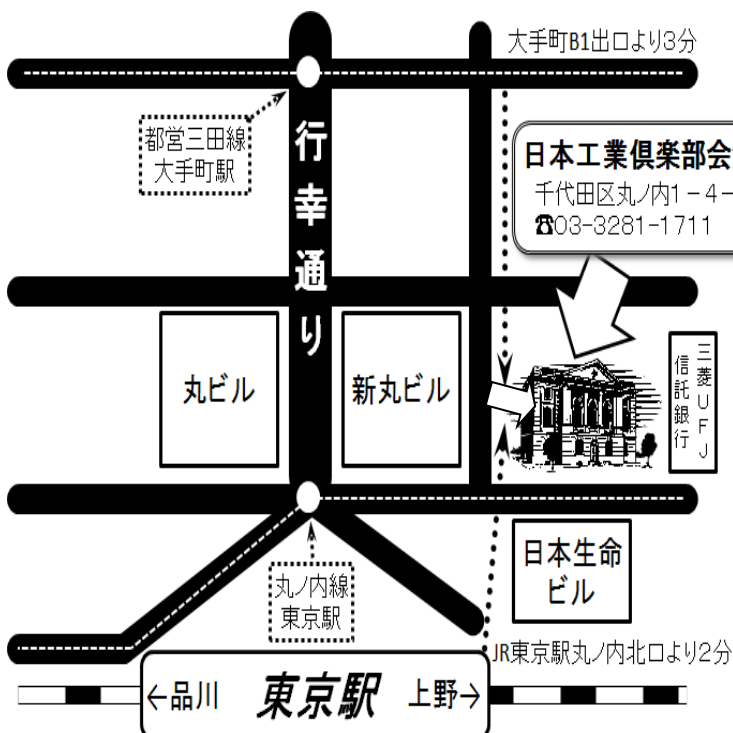 大手町B1出口より3分
都営三田線
大手町駅
行幸通り
日本工業倶楽部会
千代田区丸ノ内1-4-
☎03-3281-1711
丸ビル
新丸ビル
三菱UFJ
信託銀行
丸ノ内線
東京駅
日本生命
ビル
JR東京駅丸ノ内北口より2分
←品川 東京駅 上野→